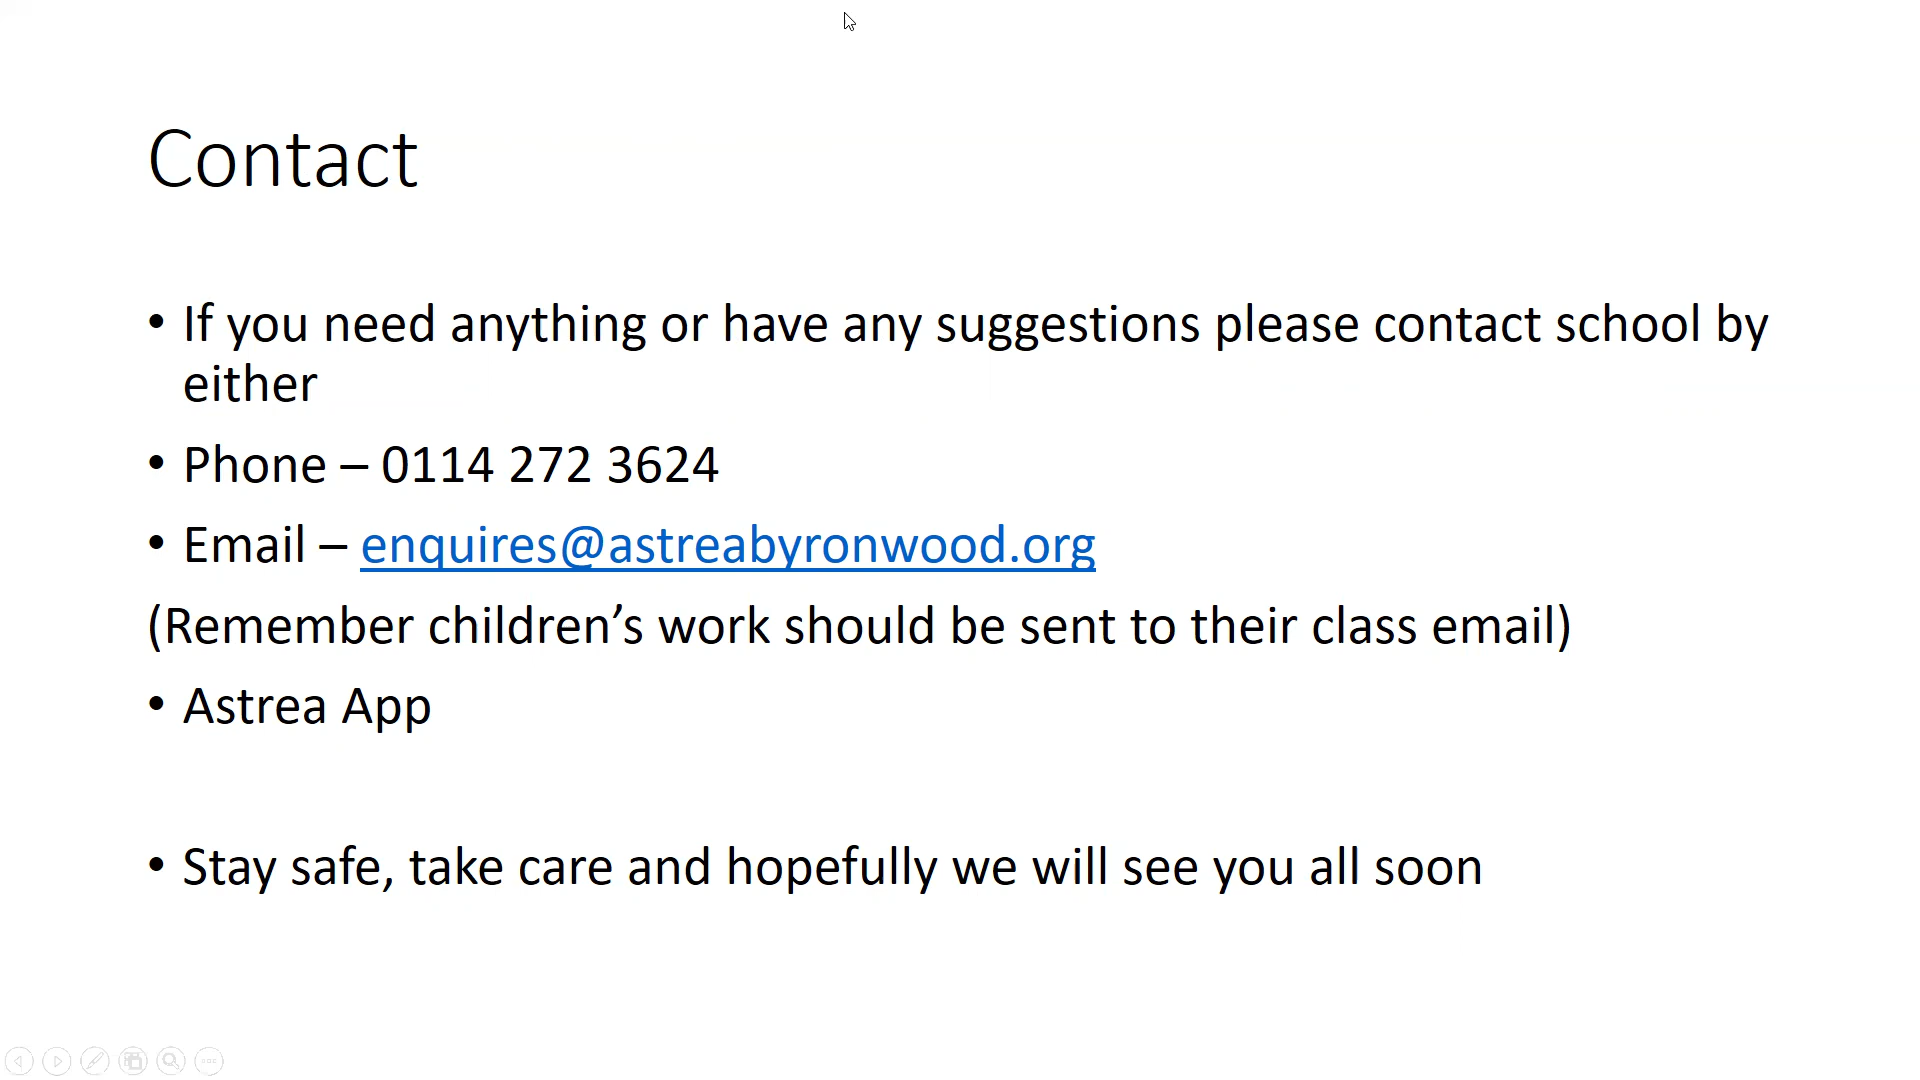 Contact
• If you need anything or have any suggestions please contact school by
either
• Phone – 0114 272 3624
• Email – enquires@astreabyronwood.org
(Remember children’s work should be sent to their class email)
• Astrea App
• Stay safe, take care and hopefully we will see you all soon